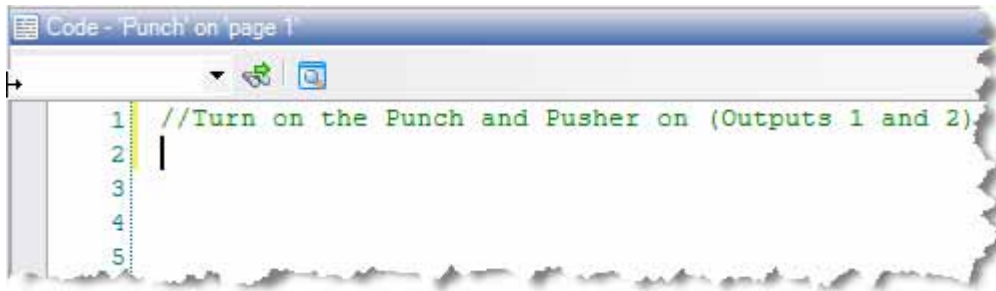 Code - 'Punch' on 'page 1'
1 //Turn on the Punch and Pusher on (Outputs 1 and 2)
2
3
4
5